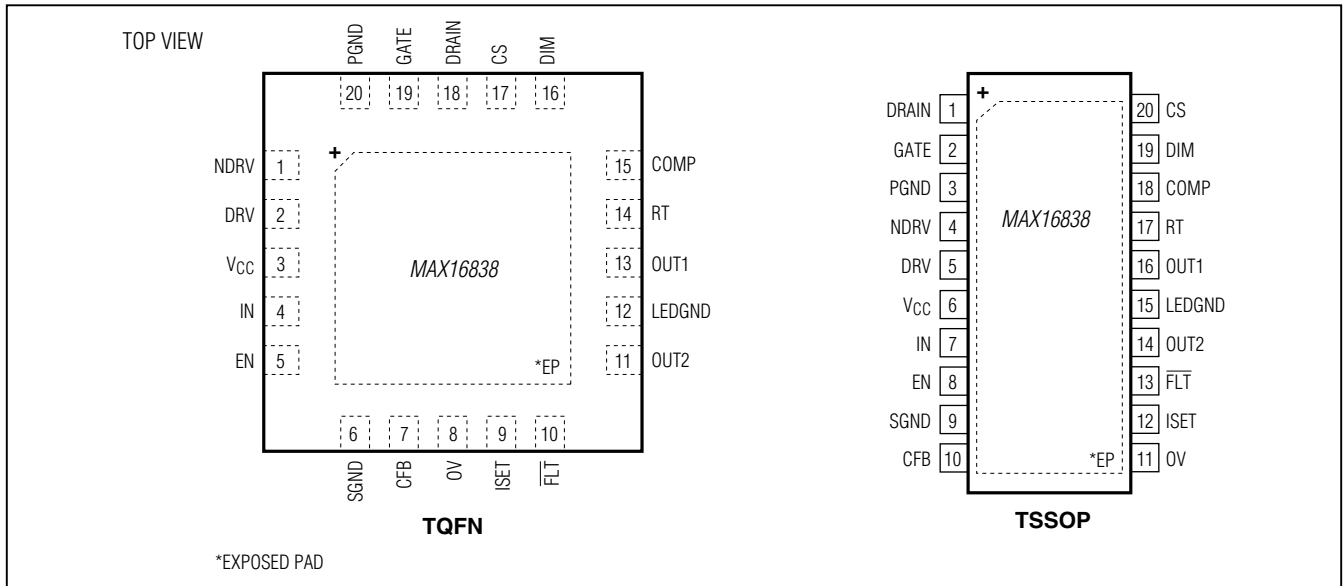 TOP VIEW
PGND GATE DRAIN CS DIM
20 19 18 17 16
+
NDRV 1
DRV 2
VCC 3
IN 4
EN 5
MAX16838
*EP
15 COMP
14 RT
13 OUT1
12 LEDGND
11 OUT2
6 7 8 9 10
SGND CFB OV ISET FLT
TQFN
*EXPOSED PAD
+
DRAIN 1
GATE 2
PGND 3
NDRV 4
DRV 5
VCC 6
IN 7
EN 8
SGND 9
CFB 10
MAX16838
*EP
20 CS
19 DIM
18 COMP
17 RT
16 OUT1
15 LEDGND
14 OUT2
13 FLT
12 ISET
11 OV
TSSOP